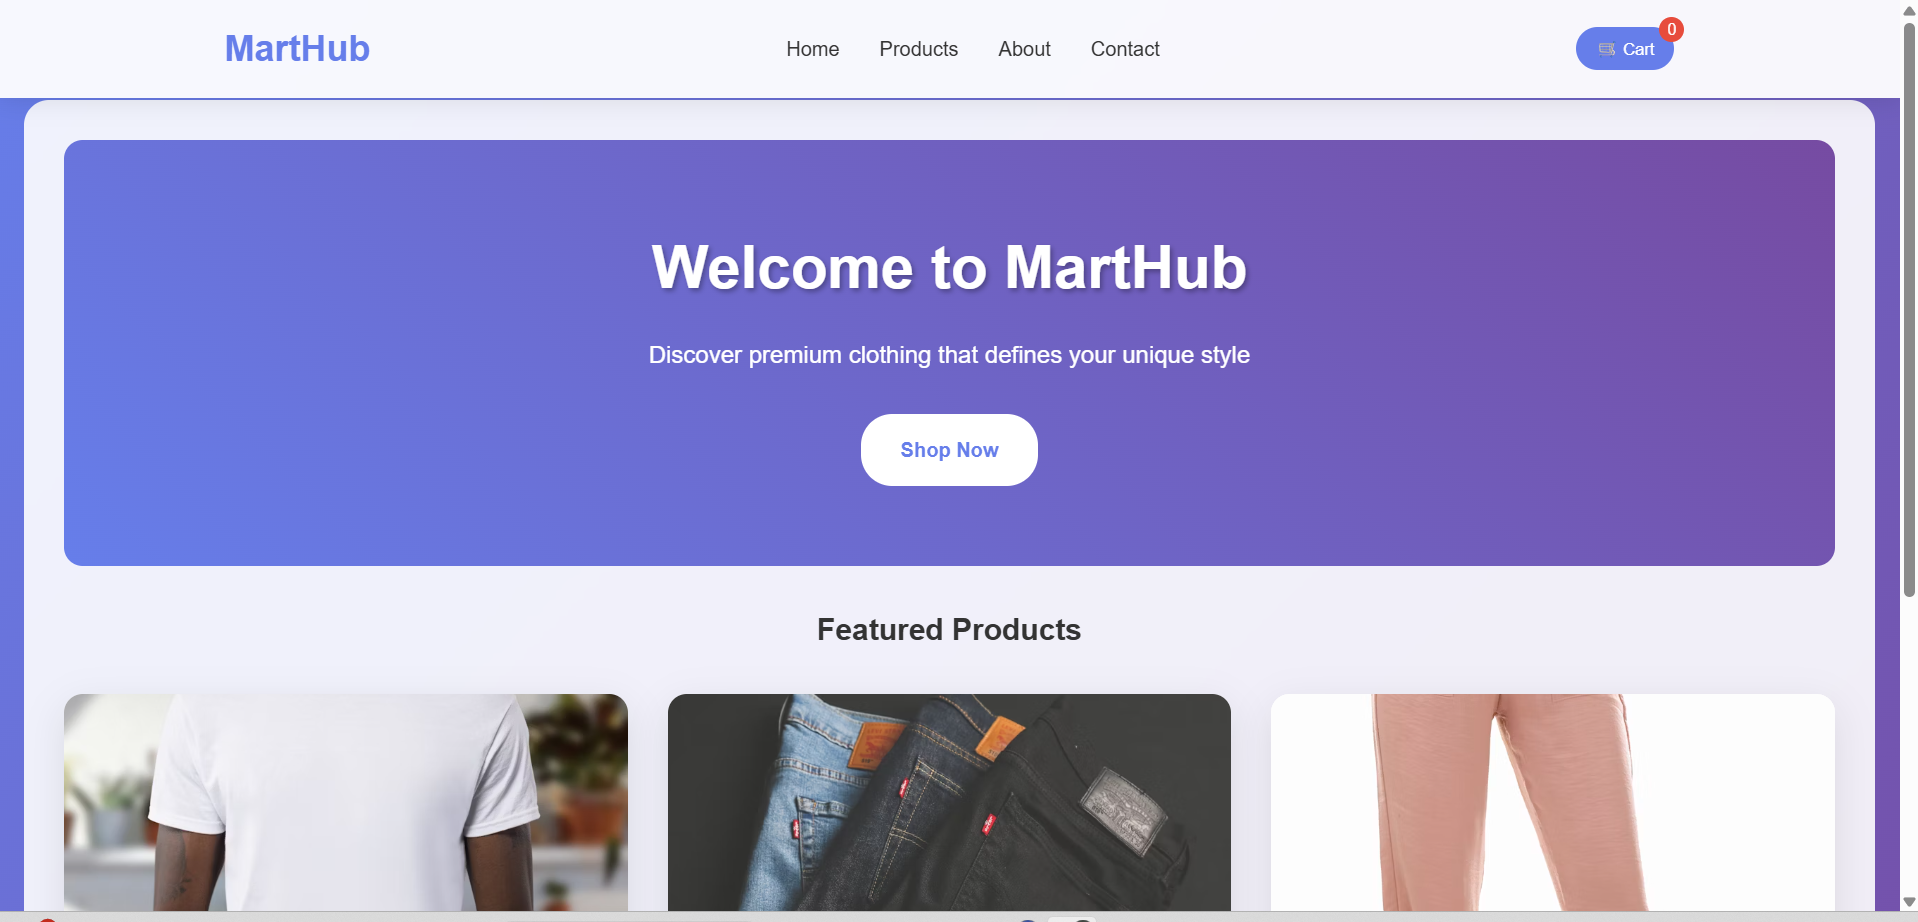 MartHub
Home
Products
About
Contact
Cart
0
Welcome to MartHub
Discover premium clothing that defines your unique style
Shop Now
Featured Products